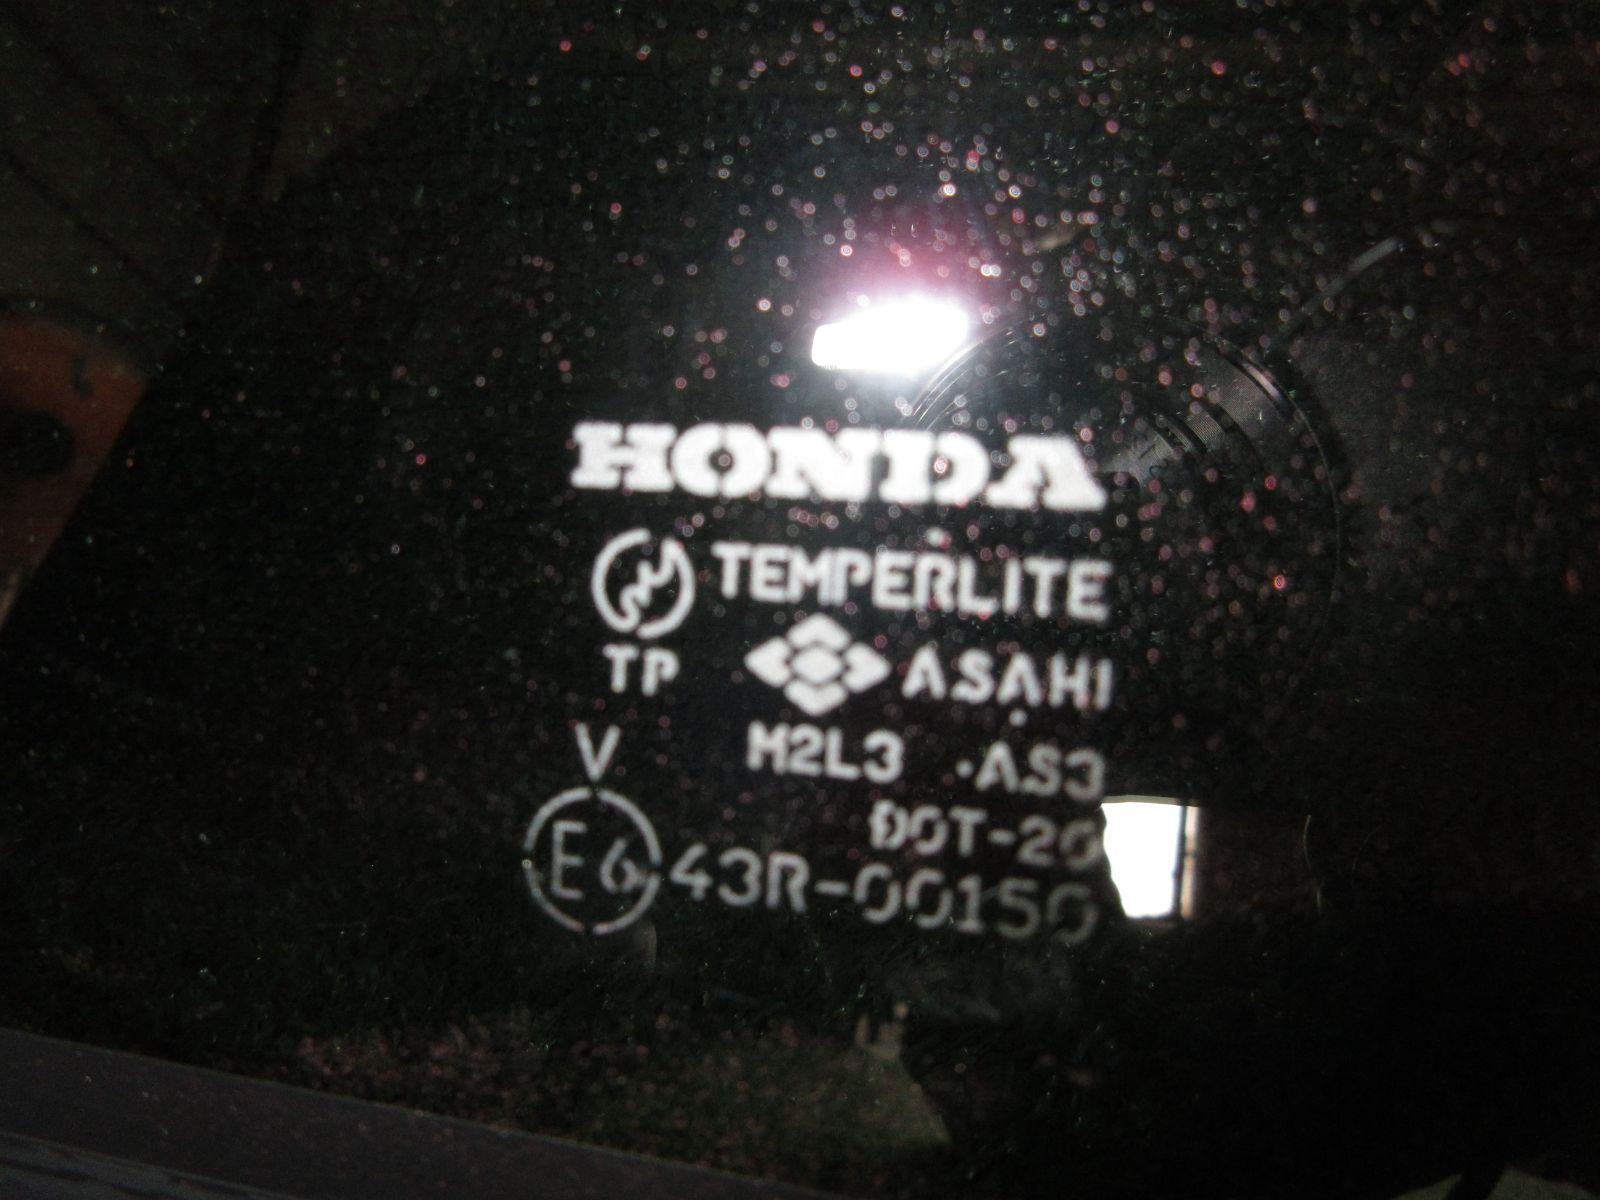 HONDA
TEMPERLITE
TP ASAHI
V M2L3 ·AS3
DOT-20
E6 43R-00150